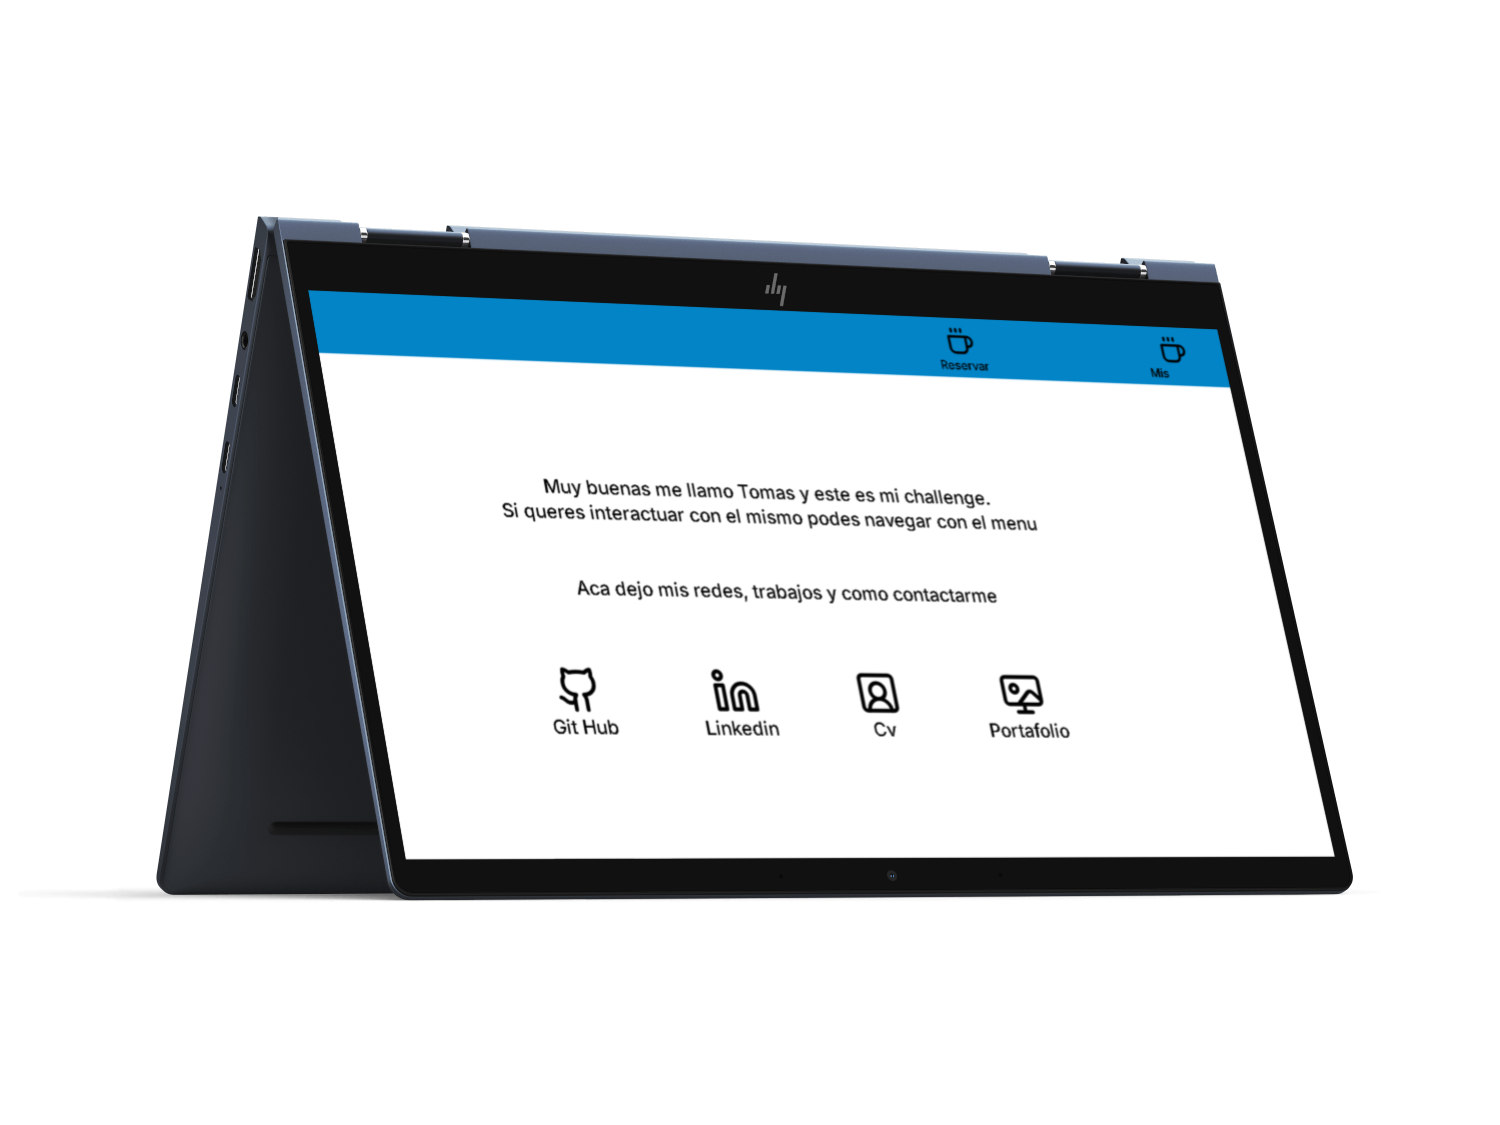 hp
Reservar
Mis
Muy buenas me llamo Tomas y este es mi challenge.
Si queres interactuar con el mismo podes navegar con el menu
Aca dejo mis redes, trabajos y como contactarme
Git Hub
Linkedin
Cv
Portafolio